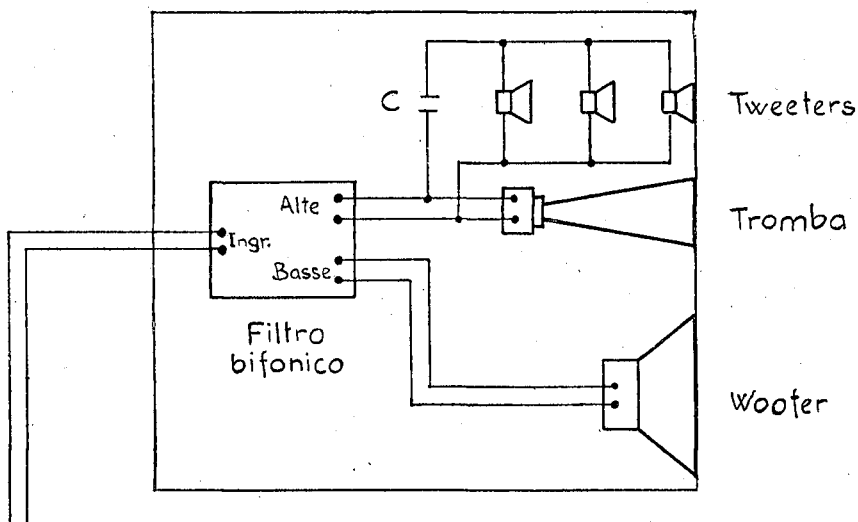 C
Tweeters
Alte
Tromba
Ingr.
Basse
Filtro
bifonico
Woofer